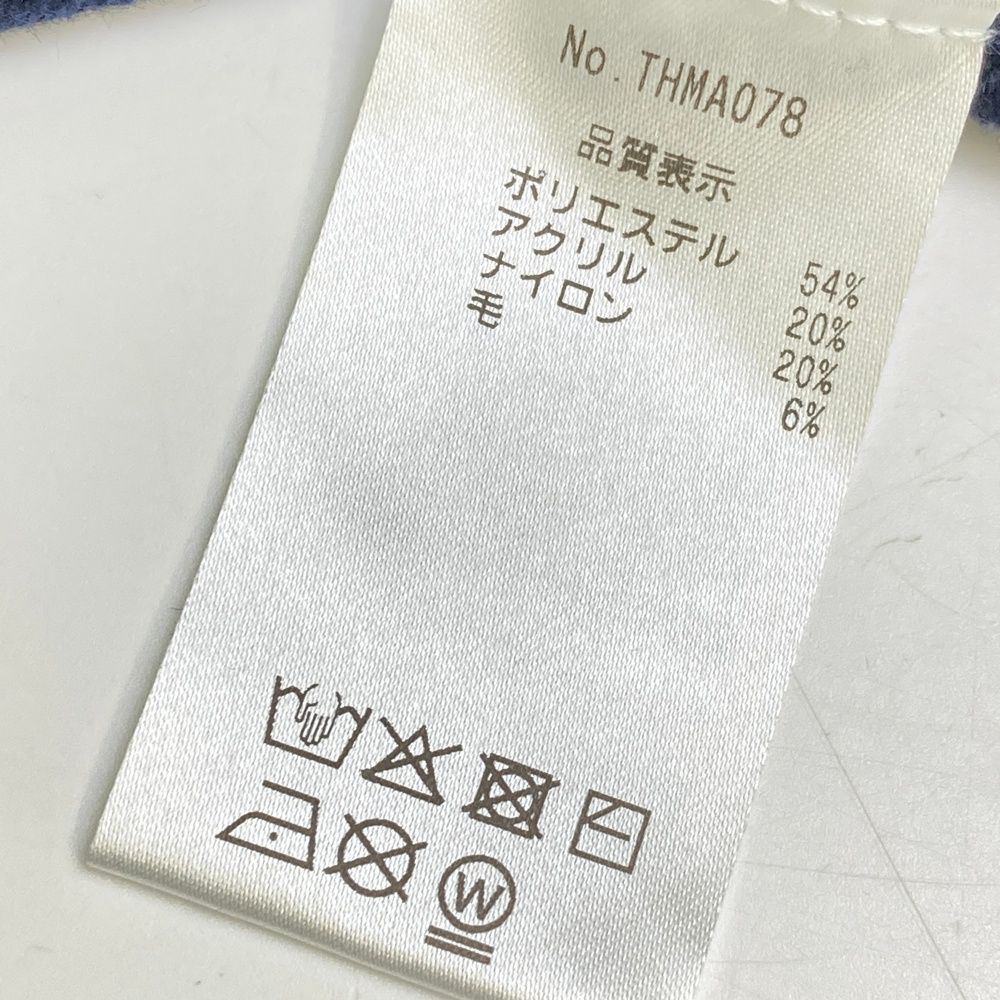 No. THMA078
品質表示
ポリエステル 54%
アクリル 20%
ナイロン 20%
毛 6%
W